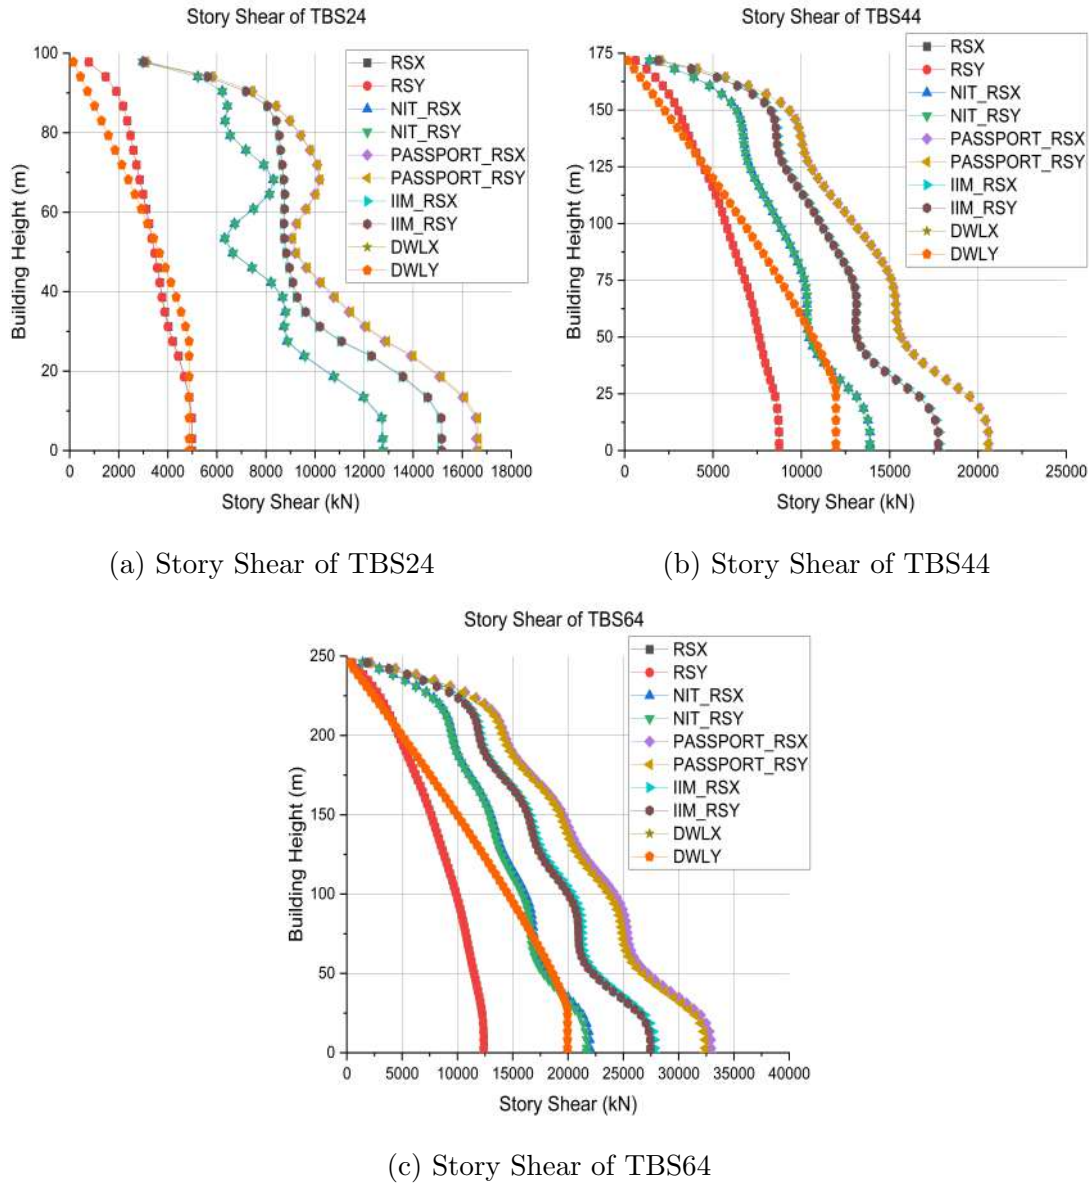 Story Shear of TBS24
Building Height (m)
100
80
60
40
20
0
0 2000 4000 6000 8000 10000 12000 14000 16000 18000
Story Shear (kN)
RSX
RSY
NIT_RSX
NIT_RSY
PASSPORT_RSX
PASSPORT_RSY
IIM_RSX
IIM_RSY
DWLX
DWLY
(a) Story Shear of TBS24
Story Shear of TBS44
Building Height (m)
175
150
125
100
75
50
25
0
0 5000 10000 15000 20000 25000
Story Shear (kN)
RSX
RSY
NIT_RSX
NIT_RSY
PASSPORT_RSX
PASSPORT_RSY
IIM_RSX
IIM_RSY
DWLX
DWLY
(b) Story Shear of TBS44
Story Shear of TBS64
Building Height (m)
250
200
150
100
50
0
0 5000 10000 15000 20000 25000 30000 35000 40000
Story Shear (kN)
RSX
RSY
NIT_RSX
NIT_RSY
PASSPORT_RSX
PASSPORT_RSY
IIM_RSX
IIM_RSY
DWLX
DWLY
(c) Story Shear of TBS64